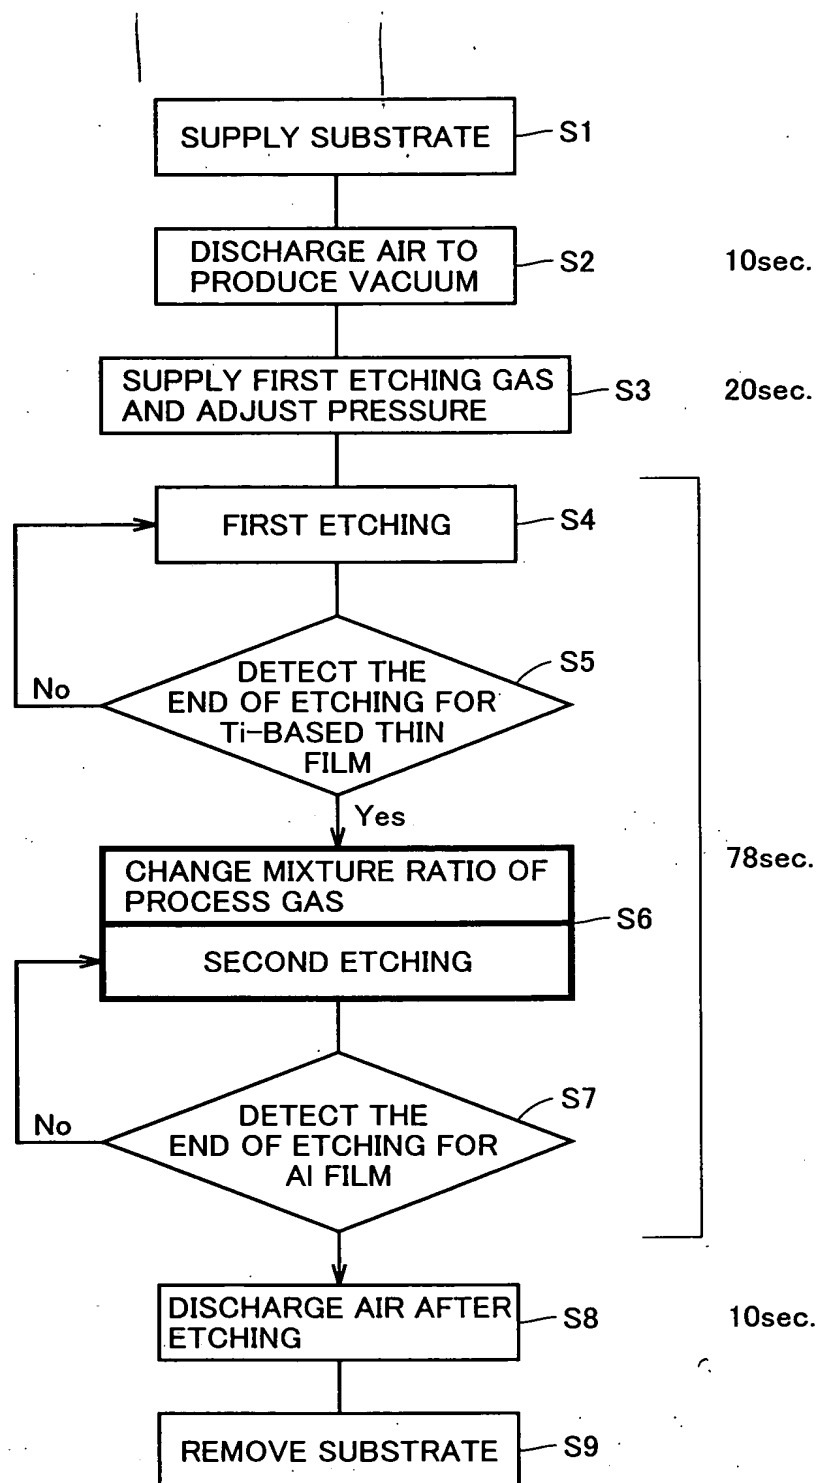 SUPPLY SUBSTRATE
S1
DISCHARGE AIR TO
PRODUCE VACUUM
S2
10sec.
SUPPLY FIRST ETCHING GAS
AND ADJUST PRESSURE
S3
20sec.
FIRST ETCHING
S4
DETECT THE
END OF ETCHING FOR
Ti-BASED THIN
FILM
S5
No
Yes
CHANGE MIXTURE RATIO OF
PROCESS GAS
SECOND ETCHING
S6
78sec.
DETECT THE
END OF ETCHING FOR
Al FILM
S7
No
DISCHARGE AIR AFTER
ETCHING
S8
10sec.
REMOVE SUBSTRATE
S9